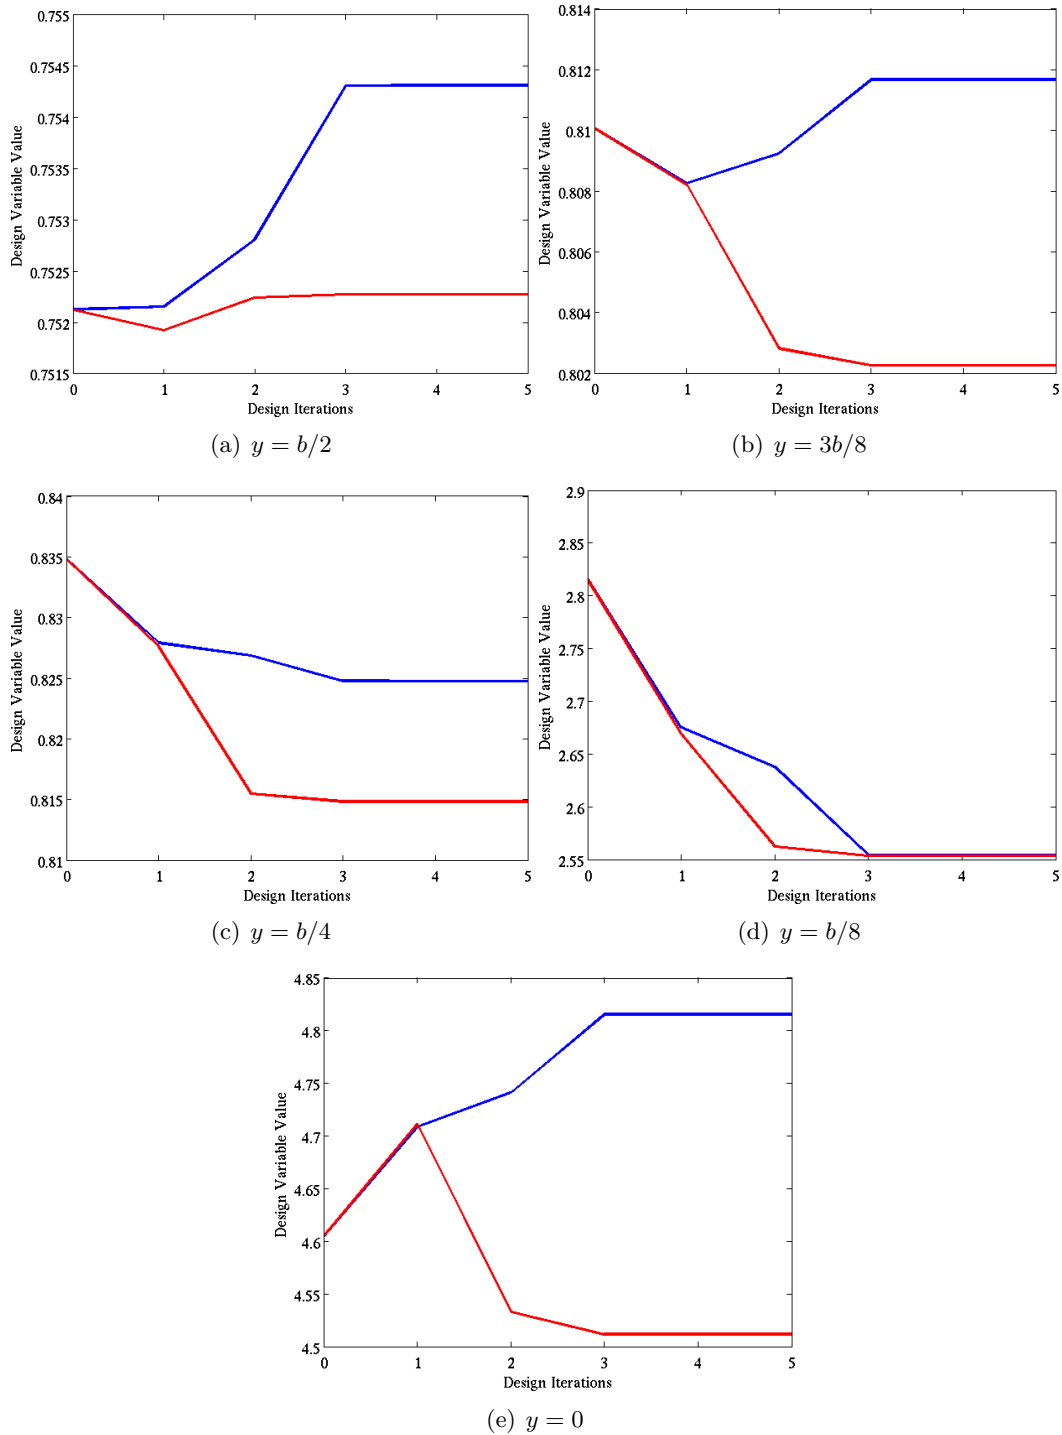 0.755
0.7545
0.754
0.7535
0.753
0.7525
0.752
0.7515
Design Variable Value
0 1 2 3 4 5
Design Iterations
(a) y = b/2
0.814
0.812
0.81
0.808
0.806
0.804
0.802
Design Variable Value
0 1 2 3 4 5
Design Iterations
(b) y = 3b/8
0.84
0.835
0.83
0.825
0.82
0.815
0.81
Design Variable Value
0 1 2 3 4 5
Design Iterations
(c) y = b/4
2.9
2.85
2.8
2.75
2.7
2.65
2.6
2.55
Design Variable Value
0 1 2 3 4 5
Design Iterations
(d) y = b/8
4.85
4.8
4.75
4.7
4.65
4.6
4.55
4.5
Design Variable Value
0 1 2 3 4 5
Design Iterations
(e) y = 0